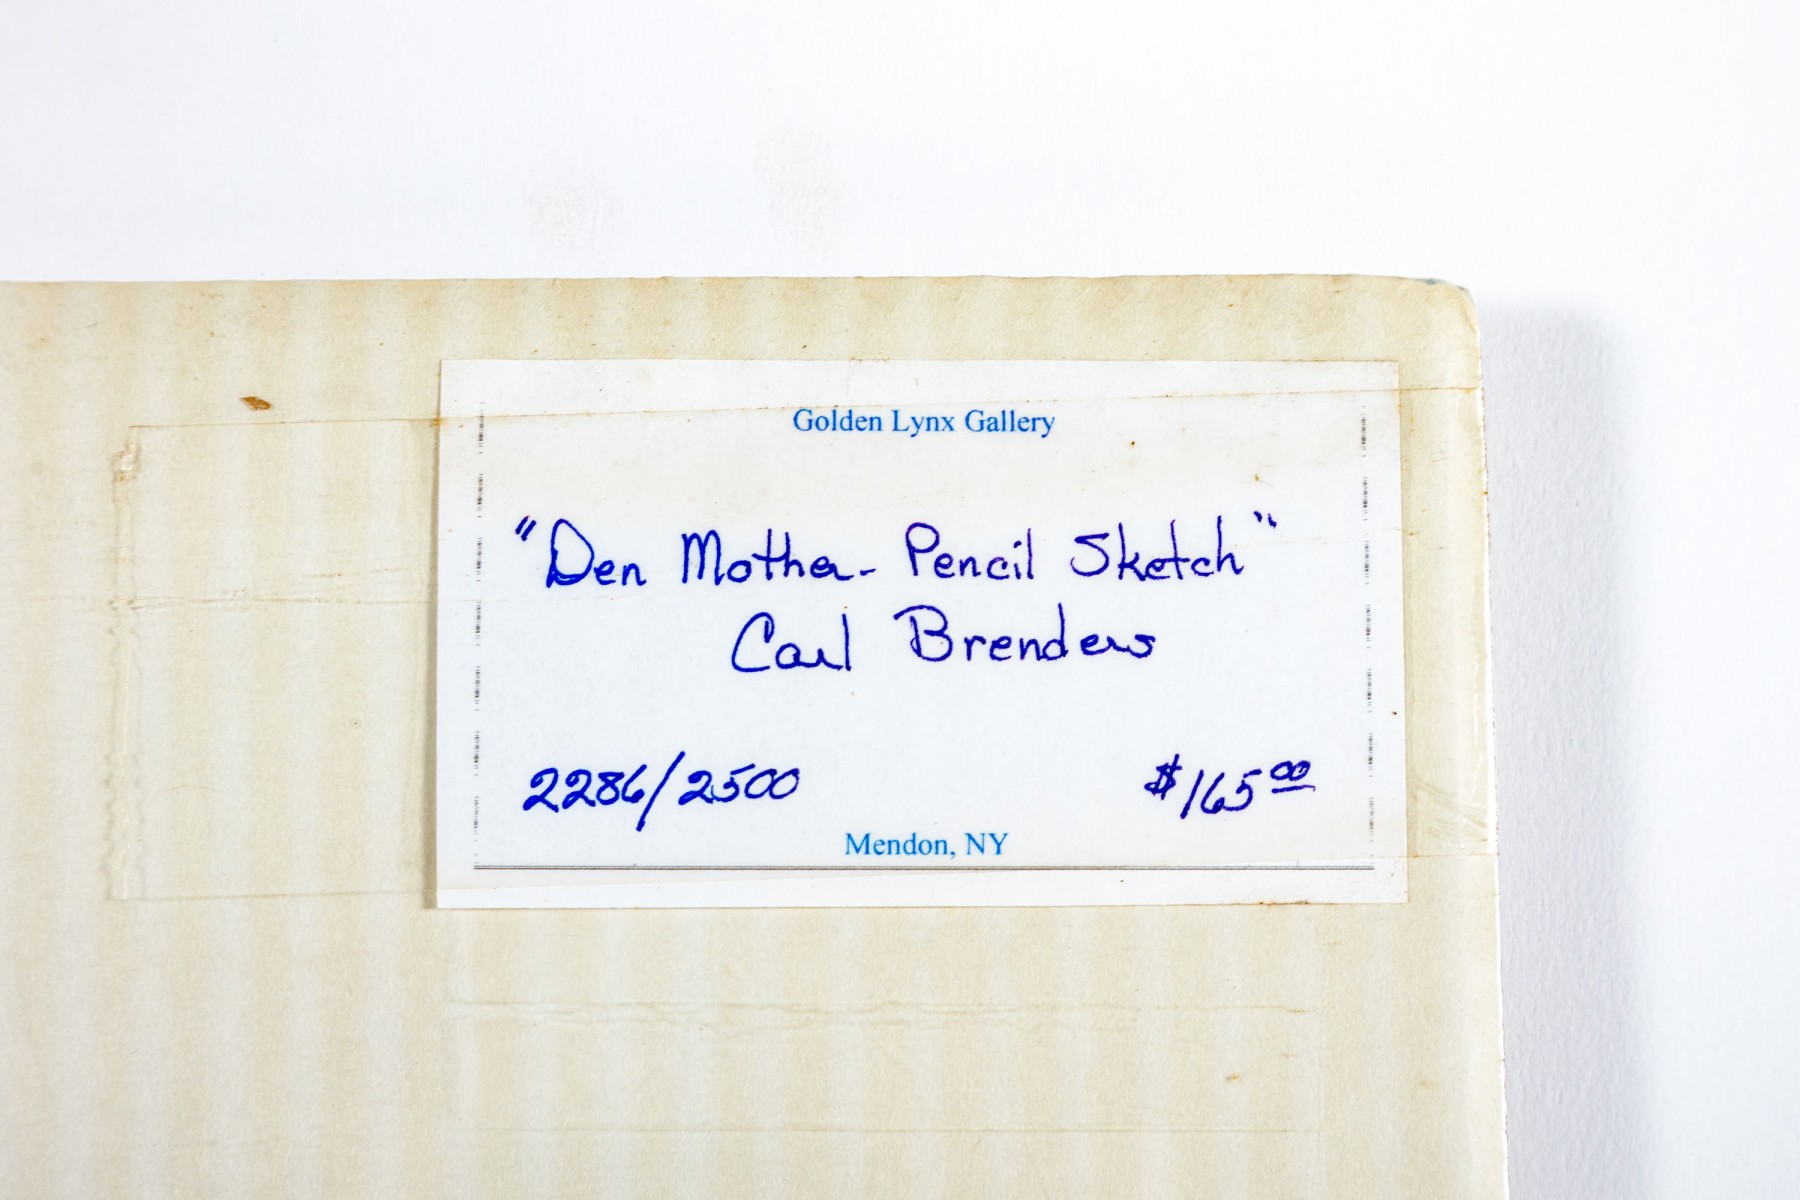 Golden Lynx Gallery
"Den Mother - Pencil Sketch"
Carl Brenders
2286/2500 $165.00
Mendon, NY